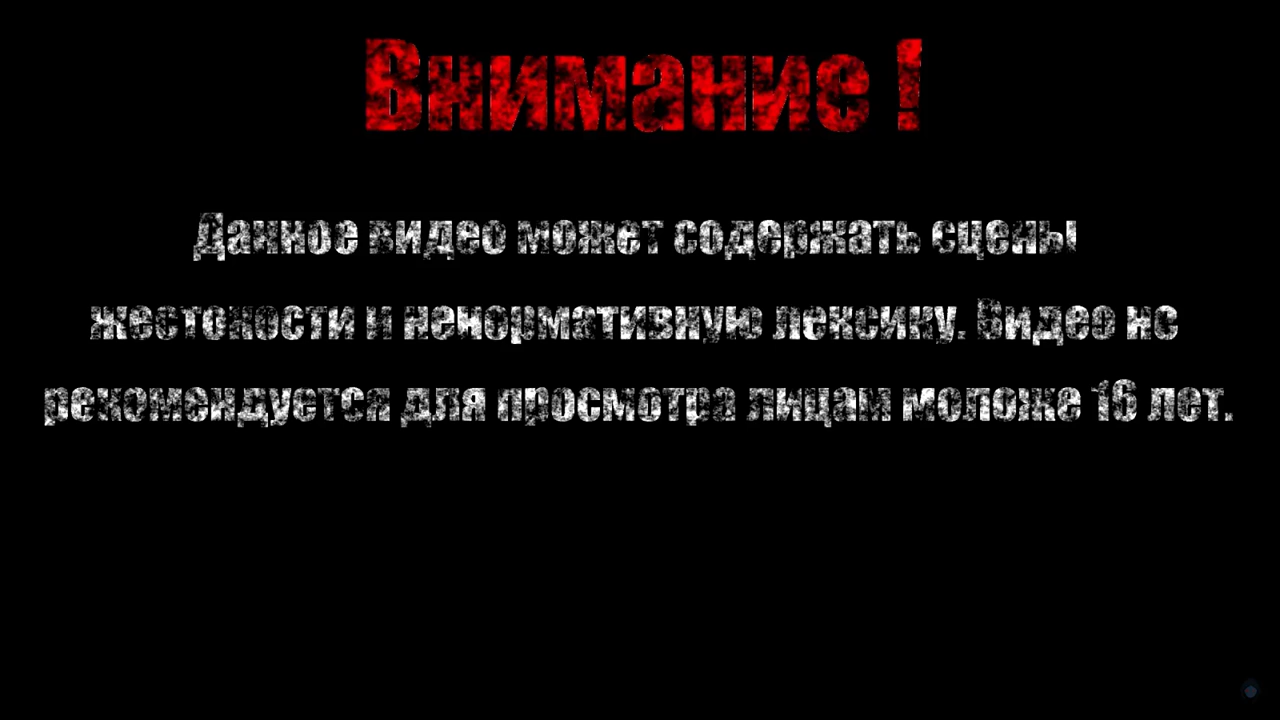 Внимание !
Данное видео может содержать сцены
жестокости и ненормативную лексику. Видео не
рекомендуется для просмотра лицам моложе 16 лет.